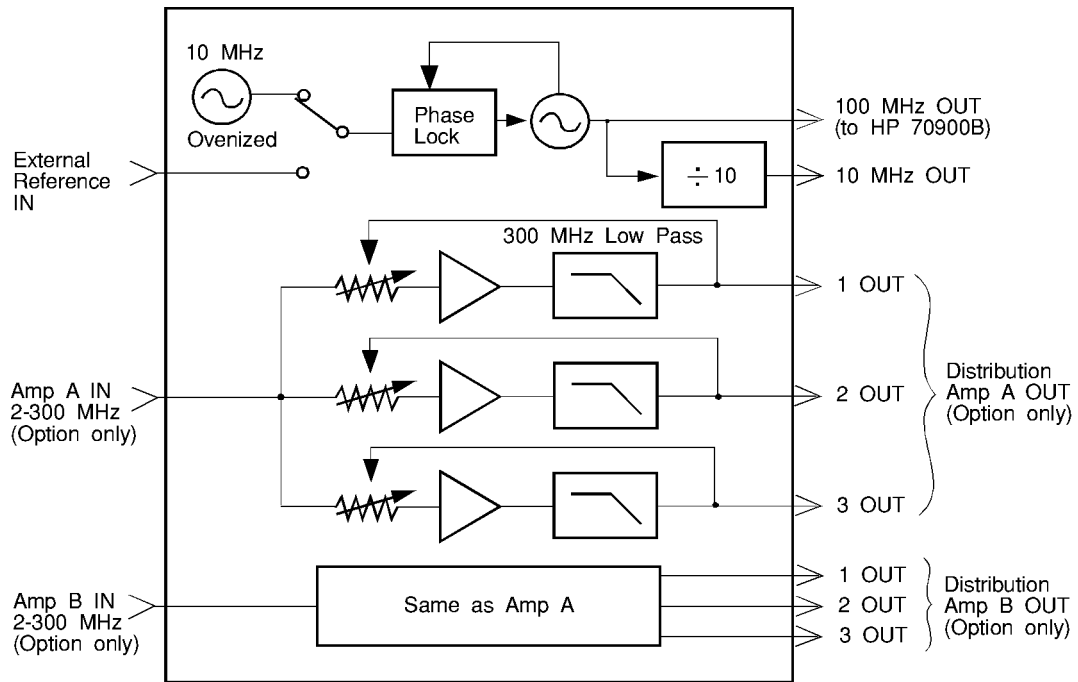 10 MHz
Ovenized
Phase
Lock
100 MHz OUT
(to HP 70900B)
÷ 10
10 MHz OUT
External
Reference
IN
300 MHz Low Pass
1 OUT
Amp A IN
2-300 MHz
(Option only)
2 OUT
Distribution
Amp A OUT
(Option only)
3 OUT
Amp B IN
2-300 MHz
(Option only)
Same as Amp A
1 OUT
2 OUT
3 OUT
Distribution
Amp B OUT
(Option only)